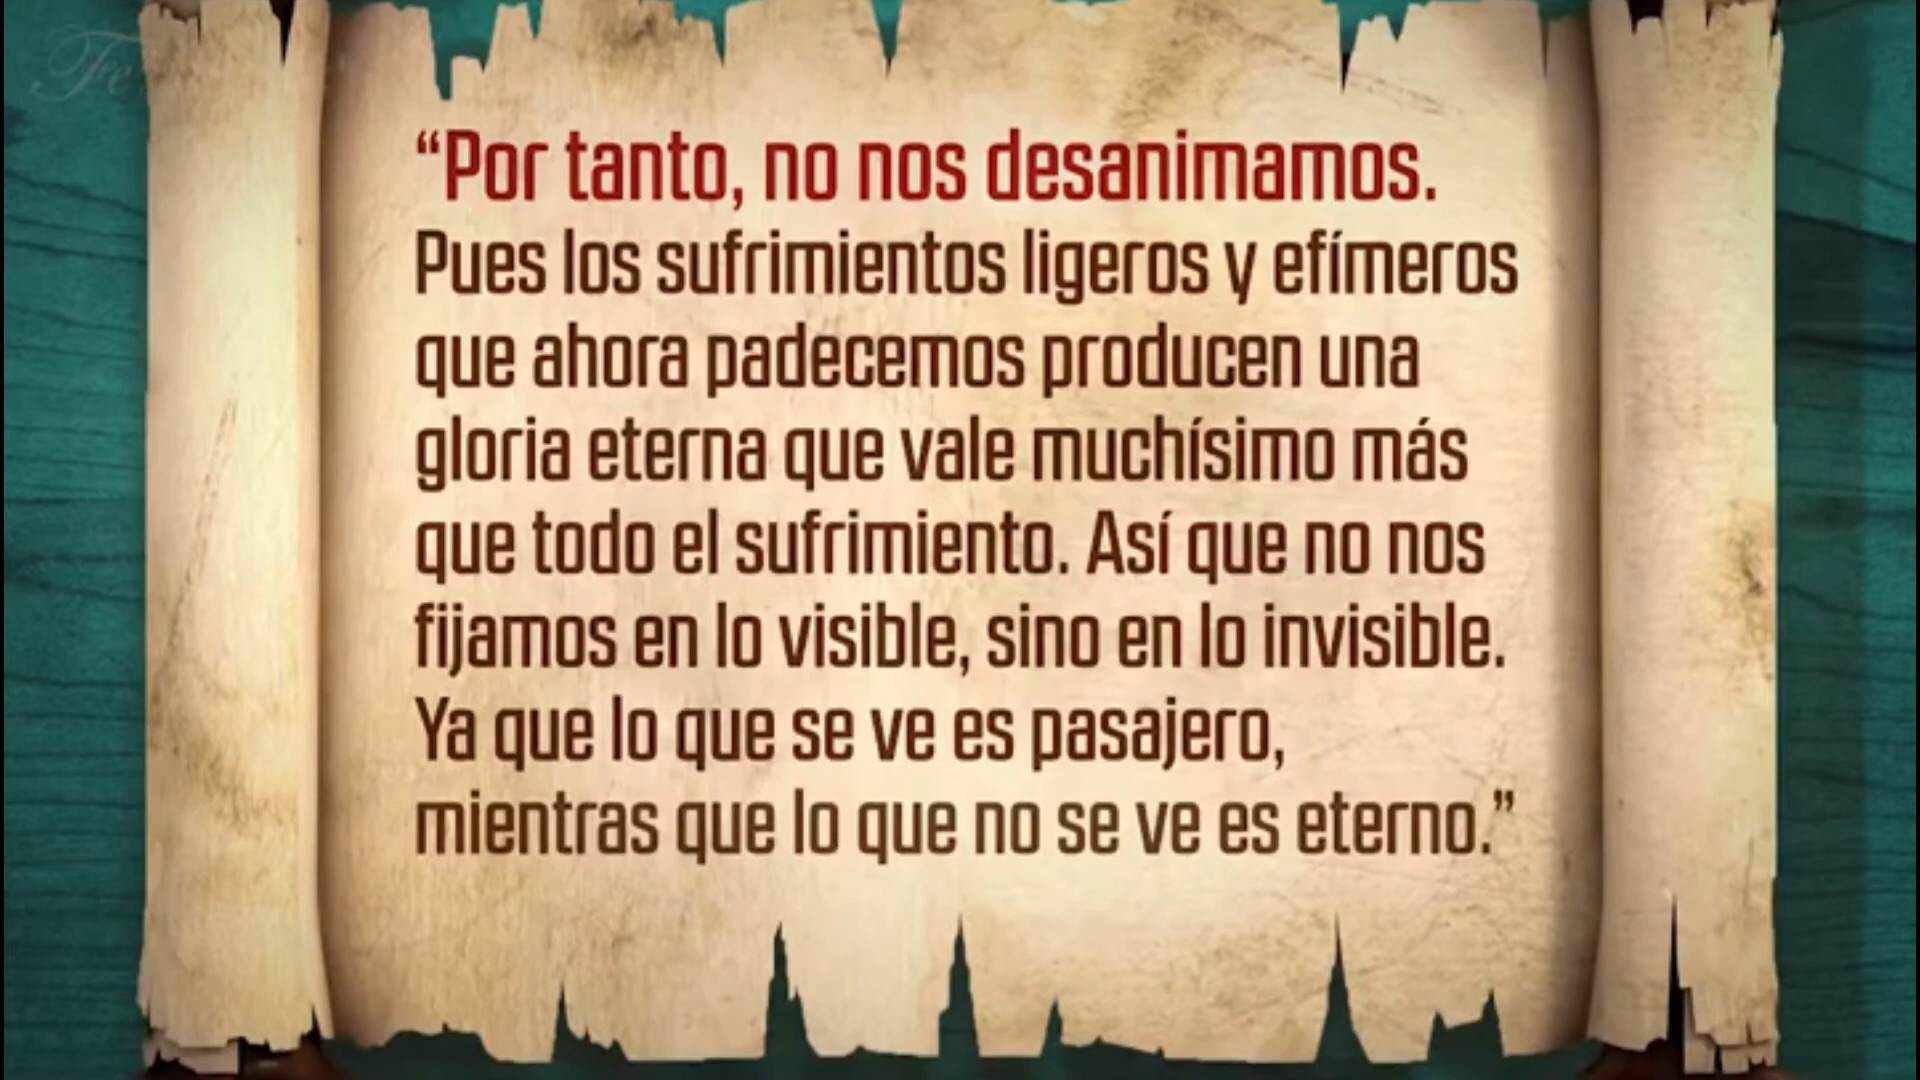 “Por tanto, no nos desanimamos.
Pues los sufrimientos ligeros y efímeros
que ahora padecemos producen una
gloria eterna que vale muchísimo más
que todo el sufrimiento. Así que no nos
fijamos en lo visible, sino en lo invisible.
Ya que lo que se ve es pasajero,
mientras que lo que no se ve es eterno.”